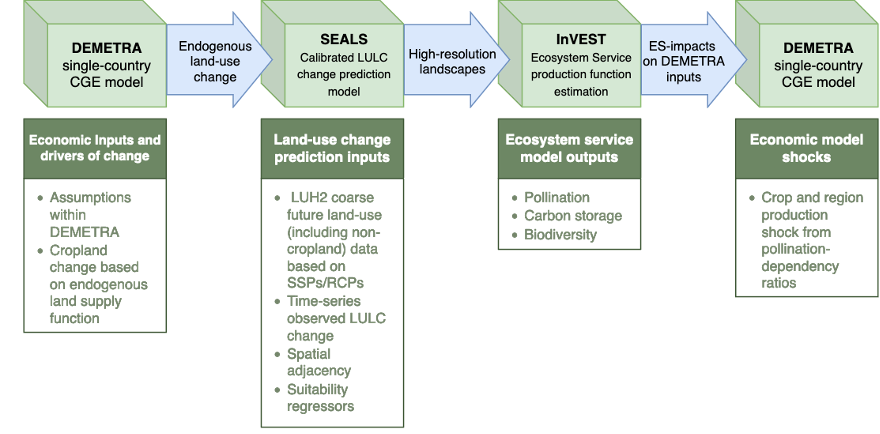 DEMETRA
single-country
CGE model
Endogenous
land-use
change
SEALS
Calibrated LULC
change prediction
model
High-resolution
landscapes
InVEST
Ecosystem Service
production function
estimation
ES-impacts
on DEMETRA
inputs
DEMETRA
single-country
CGE model
Economic Inputs and
drivers of change
• Assumptions
within
DEMETRA
• Cropland
change based
on endogenous
land supply
function
Land-use change
prediction inputs
• LUH2 coarse
future land-use
(including non-
cropland) data
based on
SSPs/RCPs
• Time-series
observed LULC
change
• Spatial
adjacency
• Suitability
regressors
Ecosystem service
model outputs
• Pollination
• Carbon storage
• Biodiversity
Economic model
shocks
• Crop and region
production
shock from
pollination-
dependency
ratios